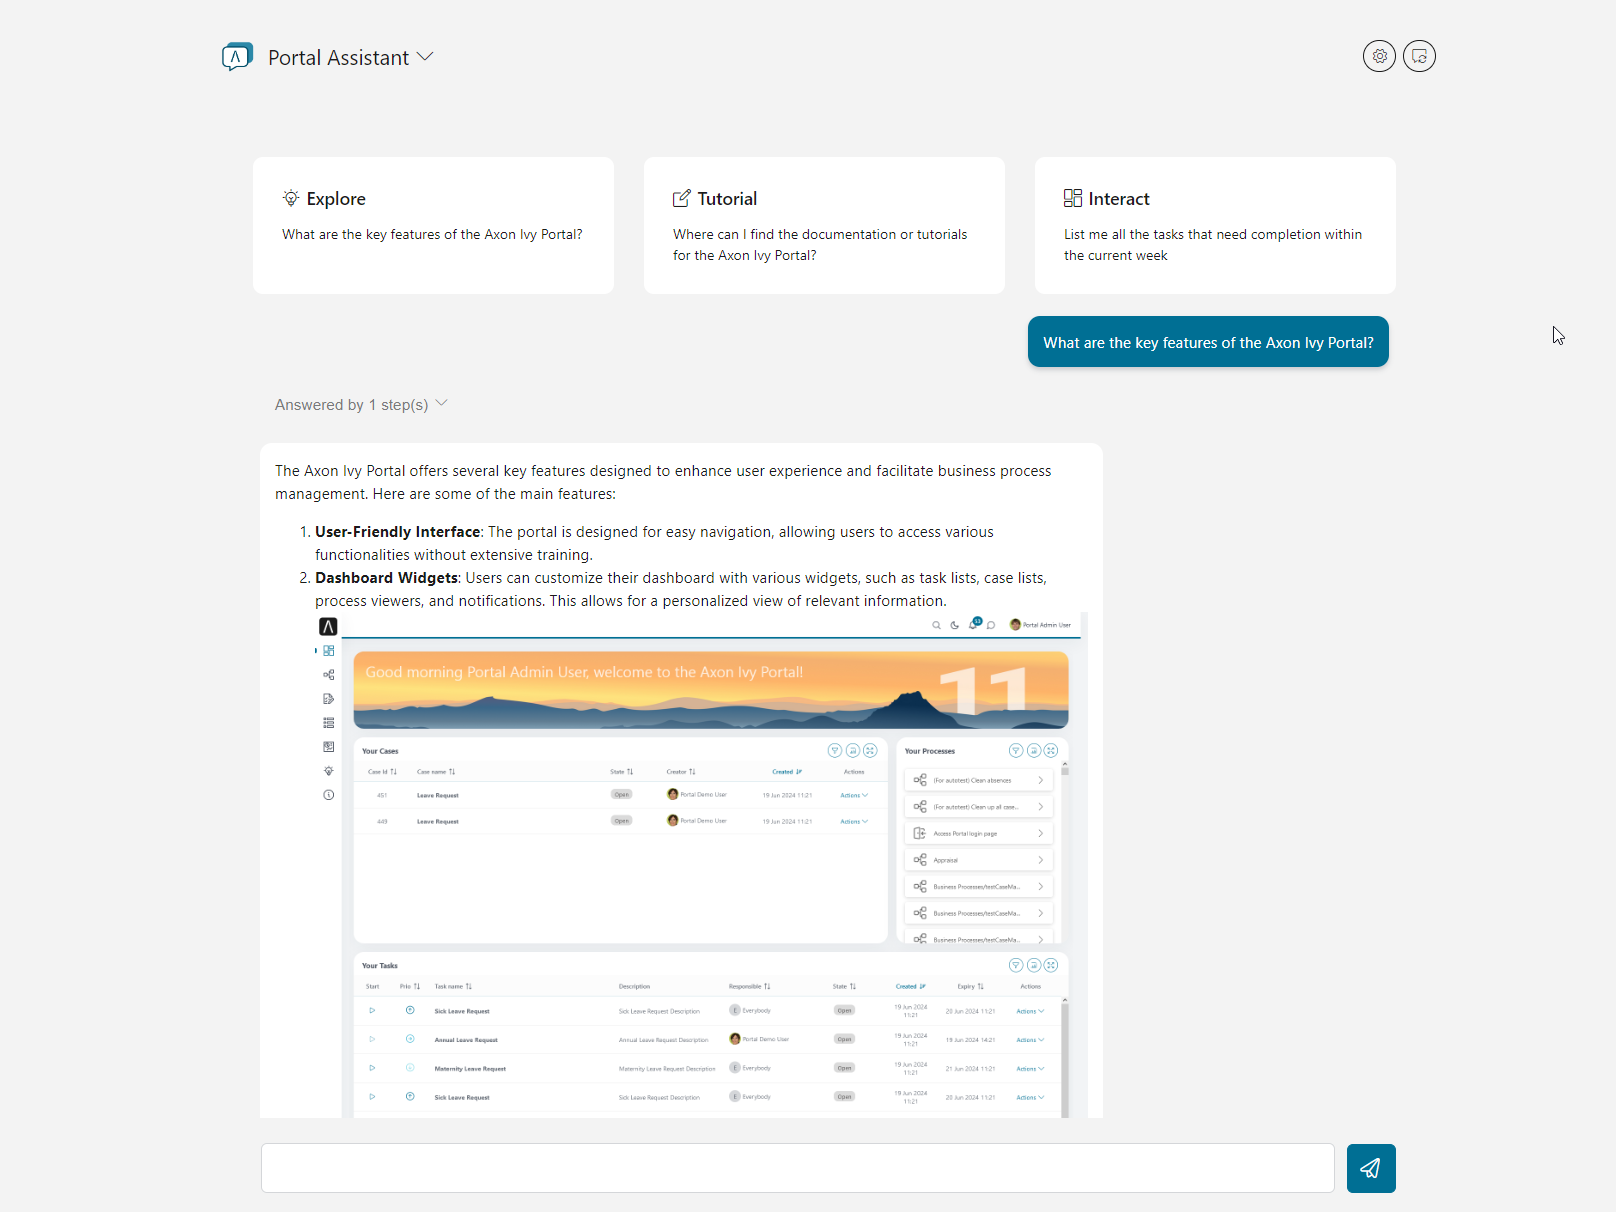 Portal Assistant
Explore
What are the key features of the Axon Ivy Portal?
Tutorial
Where can I find the documentation or tutorials
for the Axon Ivy Portal?
Interact
List me all the tasks that need completion within
the current week
What are the key features of the Axon Ivy Portal?
Answered by 1 step(s)
The Axon Ivy Portal offers several key features designed to enhance user experience and facilitate business process
management. Here are some of the main features:
1. User-Friendly Interface: The portal is designed for easy navigation, allowing users to access various
functionalities without extensive training.
2. Dashboard Widgets: Users can customize their dashboard with various widgets, such as task lists, case lists,
process viewers, and notifications. This allows for a personalized view of relevant information.
Portal Admin User
Good morning Portal Admin User, welcome to the Axon Ivy Portal!
11
Your Cases
Case Id Case name State Creator Created Actions
451 Leave Request Open Portal Demo User 19 Jun 2024 11:21 Actions
449 Leave Request Open Portal Demo User 19 Jun 2024 11:21 Actions
Your Processes
(For autotest) Clean absences
(For autotest) Clean up all case...
Access Portal login page
Appraisal
Business Processes/testCaseMa...
Business Processes/testCaseMa...
Business Processes/testCaseMa...
Your Tasks
Start Prio Task name Description Responsible State Created Expiry Actions
Sick Leave Request Sick Leave Request Description E Everybody Open 19 Jun 2024 11:21 20 Jun 2024 11:21 Actions
Annual Leave Request Annual Leave Request Description Portal Demo User Open 19 Jun 2024 11:21 19 Jun 2024 14:21 Actions
Maternity Leave Request Maternity Leave Request Description E Everybody Open 19 Jun 2024 11:21 21 Jun 2024 11:21 Actions
Sick Leave Request Sick Leave Request Description E Everybody Open 19 Jun 2024 11:21 20 Jun 2024 11:21 Actions